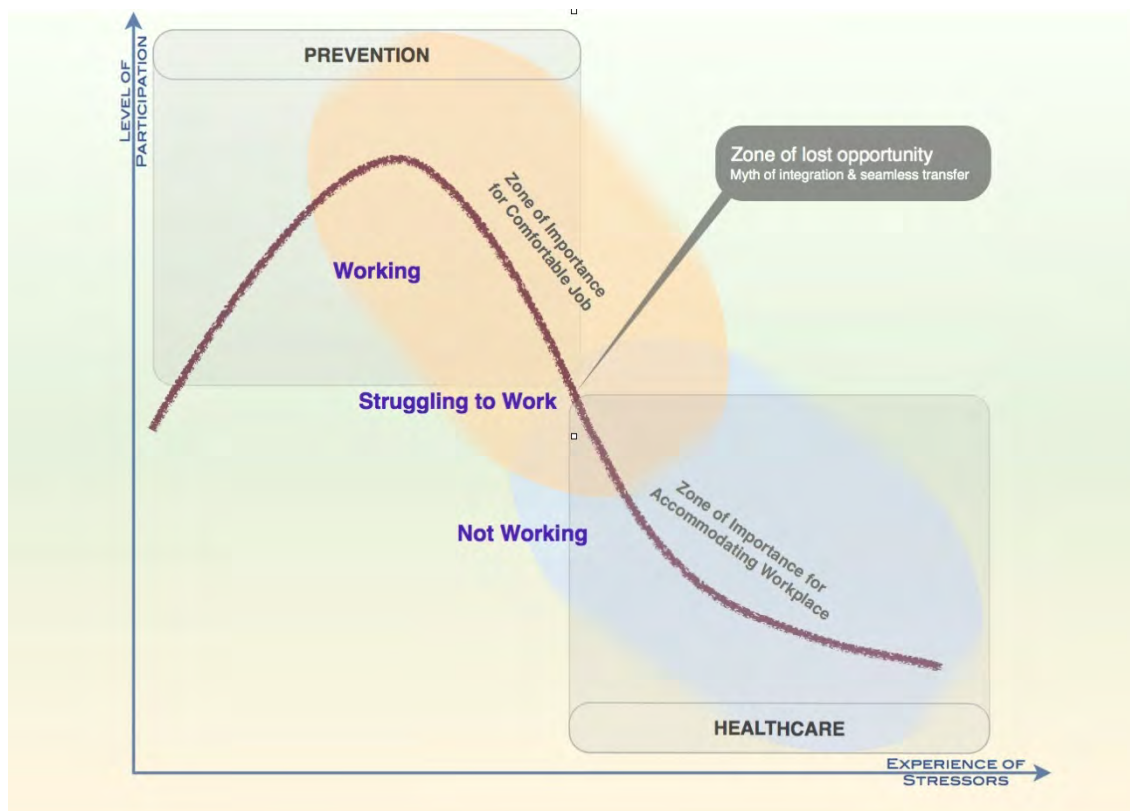 LEVEL OF
PARTICIPATION
PREVENTION
Zone of lost opportunity
Myth of integration & seamless transfer
Zone of Importance
for Comfortable Job
Working
Struggling to Work
Zone of Importance for
Accommodating Workplace
Not Working
HEALTHCARE
EXPERIENCE OF
STRESSORS